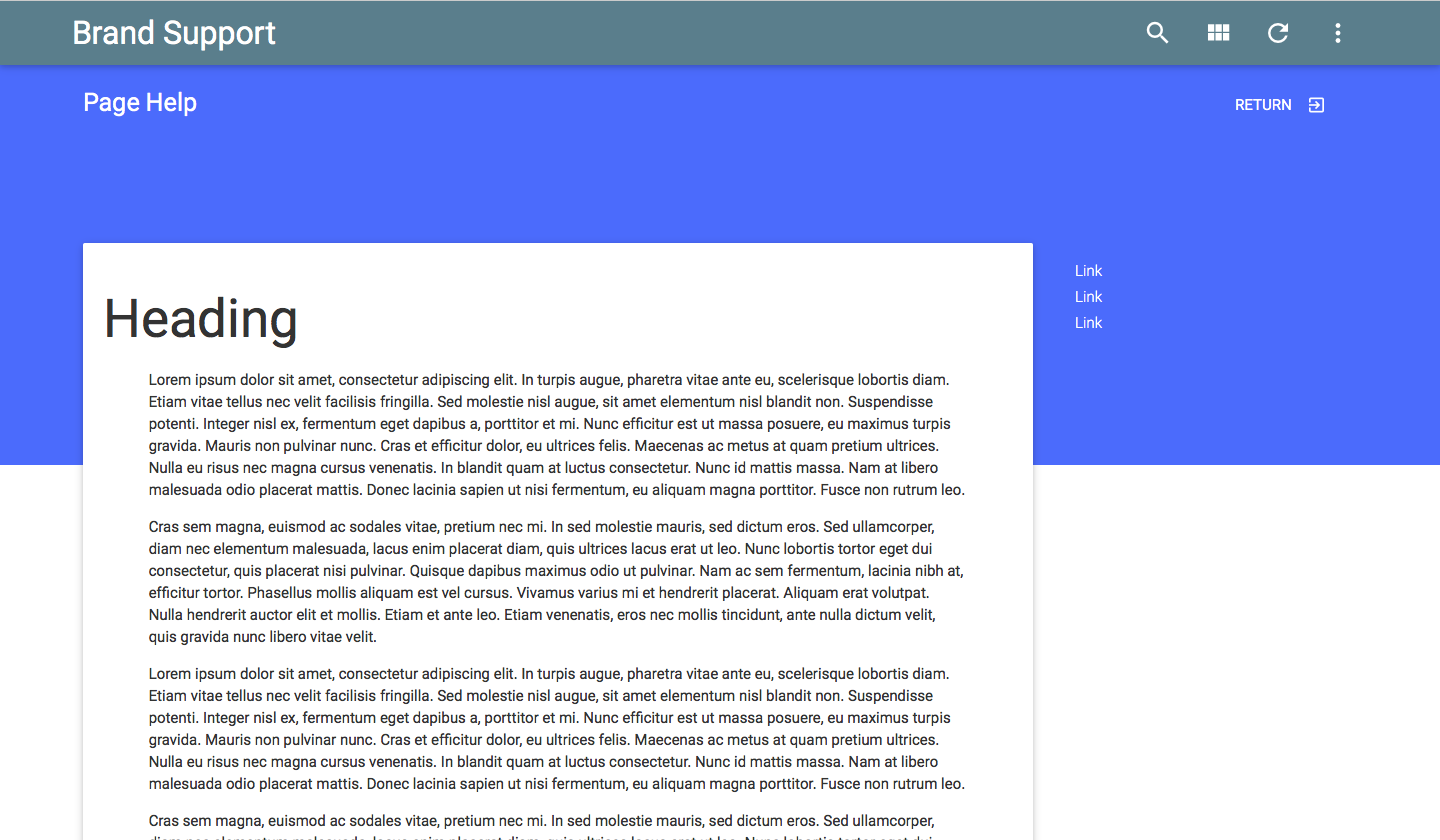 Brand Support
Page Help
RETURN
Link
Link
Link
Heading
Lorem ipsum dolor sit amet, consectetur adipiscing elit. In turpis augue, pharetra vitae ante eu, scelerisque lobortis diam.
Etiam vitae tellus nec velit facilisis fringilla. Sed molestie nisl augue, sit amet elementum nisl blandit non. Suspendisse
potenti. Integer nisl ex, fermentum eget dapibus a, porttitor et mi. Nunc efficitur est ut massa posuere, eu maximus turpis
gravida. Mauris non pulvinar nunc. Cras et efficitur dolor, eu ultrices felis. Maecenas ac metus at quam pretium ultrices.
Nulla eu risus nec magna cursus venenatis. In blandit quam at luctus consectetur. Nunc id mattis massa. Nam at libero
malesuada odio placerat mattis. Donec lacinia sapien ut nisi fermentum, eu aliquam magna porttitor. Fusce non rutrum leo.
Cras sem magna, euismod ac sodales vitae, pretium nec mi. In sed molestie mauris, sed dictum eros. Sed ullamcorper,
diam nec elementum malesuada, lacus enim placerat diam, quis ultrices lacus erat ut leo. Nunc lobortis tortor eget dui
consectetur, quis placerat nisi pulvinar. Quisque dapibus maximus odio ut pulvinar. Nam ac sem fermentum, lacinia nibh at,
efficitur tortor. Phasellus mollis aliquam est vel cursus. Vivamus varius mi et hendrerit placerat. Aliquam erat volutpat.
Nulla hendrerit auctor elit et mollis. Etiam et ante leo. Etiam venenatis, eros nec mollis tincidunt, ante nulla dictum velit,
quis gravida nunc libero vitae velit.
Lorem ipsum dolor sit amet, consectetur adipiscing elit. In turpis augue, pharetra vitae ante eu, scelerisque lobortis diam.
Etiam vitae tellus nec velit facilisis fringilla. Sed molestie nisl augue, sit amet elementum nisl blandit non. Suspendisse
potenti. Integer nisl ex, fermentum eget dapibus a, porttitor et mi. Nunc efficitur est ut massa posuere, eu maximus turpis
gravida. Mauris non pulvinar nunc. Cras et efficitur dolor, eu ultrices felis. Maecenas ac metus at quam pretium ultrices.
Nulla eu risus nec magna cursus venenatis. In blandit quam at luctus consectetur. Nunc id mattis massa. Nam at libero
malesuada odio placerat mattis. Donec lacinia sapien ut nisi fermentum, eu aliquam magna porttitor. Fusce non rutrum leo.
Cras sem magna, euismod ac sodales vitae, pretium nec mi. In sed molestie mauris, sed dictum eros. Sed ullamcorper,